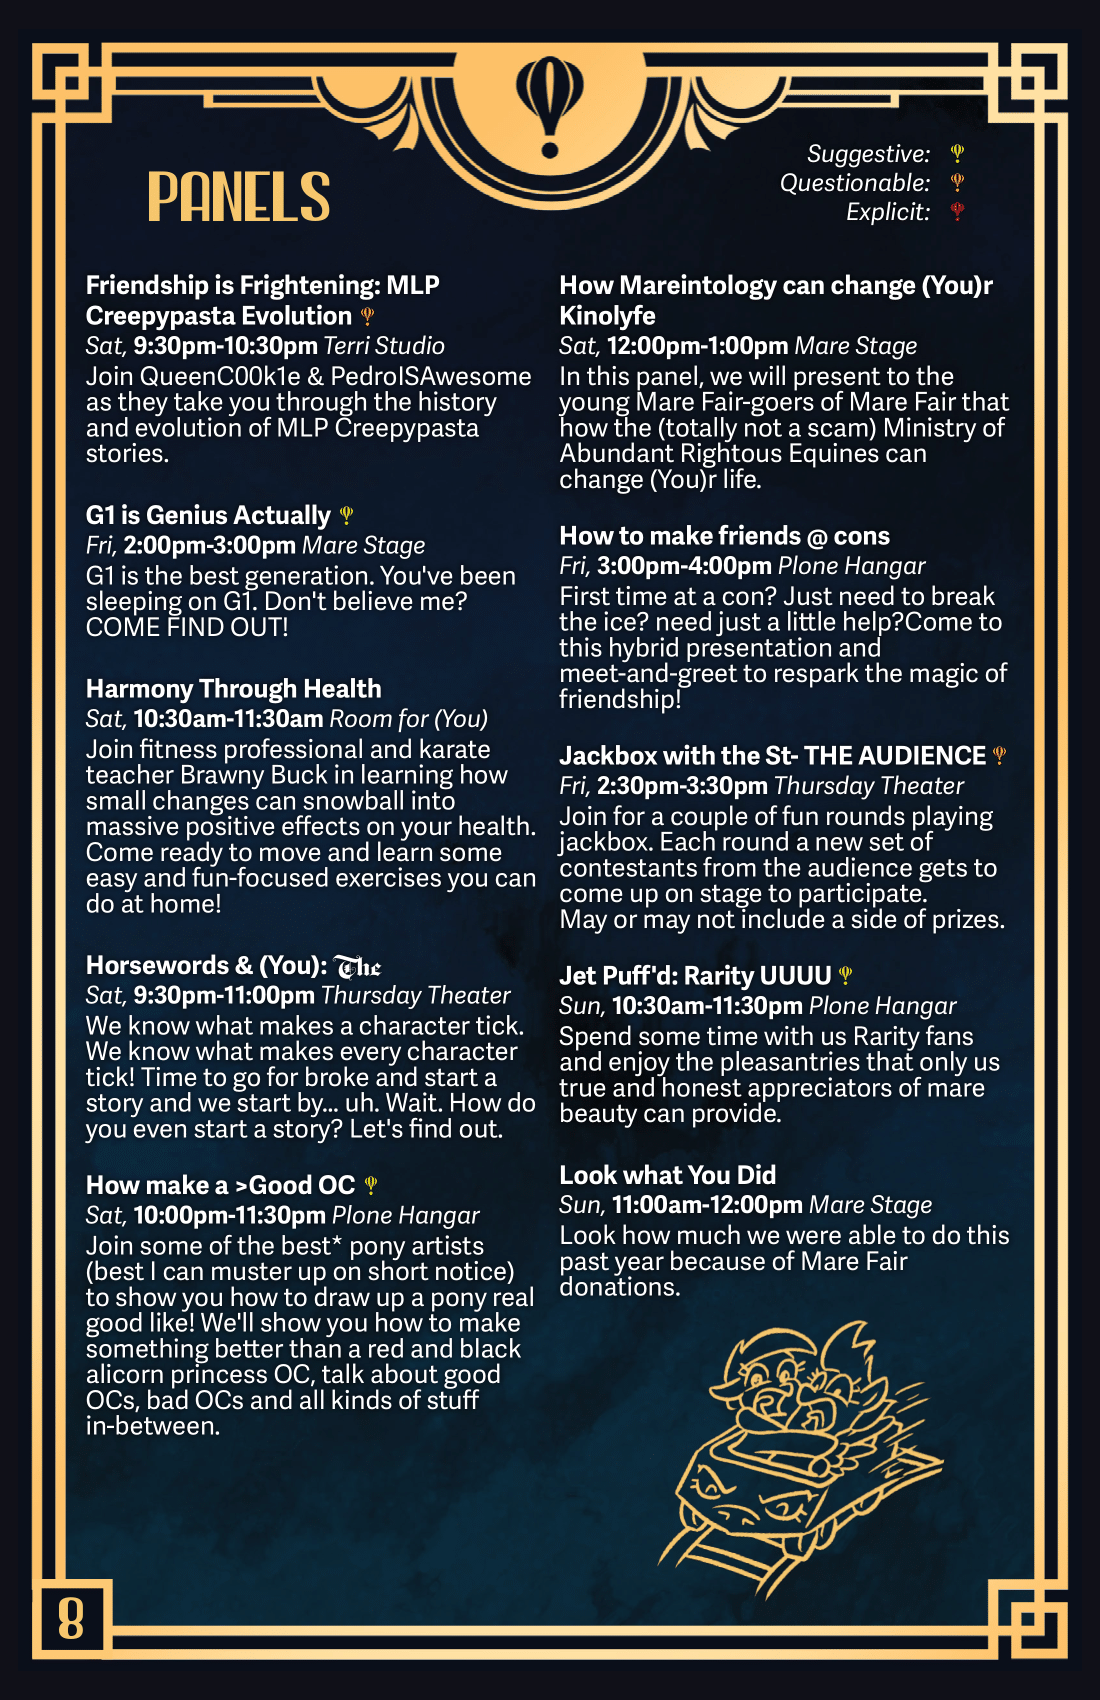 PANELS
Suggestive:
Questionable:
Explicit:
Friendship is Frightening: MLP
Creepypasta Evolution
Sat, 9:30pm-10:30pm Terri Studio
Join QueenC00k1e & PedroISAwesome
as they take you through the history
and evolution of MLP Creepypasta
stories.
G1 is Genius Actually
Fri, 2:00pm-3:00pm Mare Stage
G1 is the best generation. You've been
sleeping on G1. Don't believe me?
COME FIND OUT!
Harmony Through Health
Sat, 10:30am-11:30am Room for (You)
Join fitness professional and karate
teacher Brawny Buck in learning how
small changes can snowball into
massive positive effects on your health.
Come ready to move and learn some
easy and fun-focused exercises you can
do at home!
Horsewords & (You): The
Sat, 9:30pm-11:00pm Thursday Theater
We know what makes a character tick.
We know what makes every character
tick! Time to go for broke and start a
story and we start by... uh. Wait. How do
you even start a story? Let's find out.
How make a >Good OC
Sat, 10:00pm-11:30pm Plone Hangar
Join some of the best* pony artists
(best I can muster up on short notice)
to show you how to draw up a pony real
good like! We'll show you how to make
something better than a red and black
alicorn princess OC, talk about good
OCs, bad OCs and all kinds of stuff
in-between.
How Mareintology can change (You)r
Kinolyfe
Sat, 12:00pm-1:00pm Mare Stage
In this panel, we will present to the
young Mare Fair-goers of Mare Fair that
how the (totally not a scam) Ministry of
Abundant Rightous Equines can
change (You)r life.
How to make friends @ cons
Fri, 3:00pm-4:00pm Plone Hangar
First time at a con? Just need to break
the ice? need just a little help?Come to
this hybrid presentation and
meet-and-greet to respark the magic of
friendship!
Jackbox with the St- THE AUDIENCE
Fri, 2:30pm-3:30pm Thursday Theater
Join for a couple of fun rounds playing
jackbox. Each round a new set of
contestants from the audience gets to
come up on stage to participate.
May or may not include a side of prizes.
Jet Puff'd: Rarity UUUU
Sun, 10:30am-11:30pm Plone Hangar
Spend some time with us Rarity fans
and enjoy the pleasantries that only us
true and honest appreciators of mare
beauty can provide.
Look what You Did
Sun, 11:00am-12:00pm Mare Stage
Look how much we were able to do this
past year because of Mare Fair
donations.
8